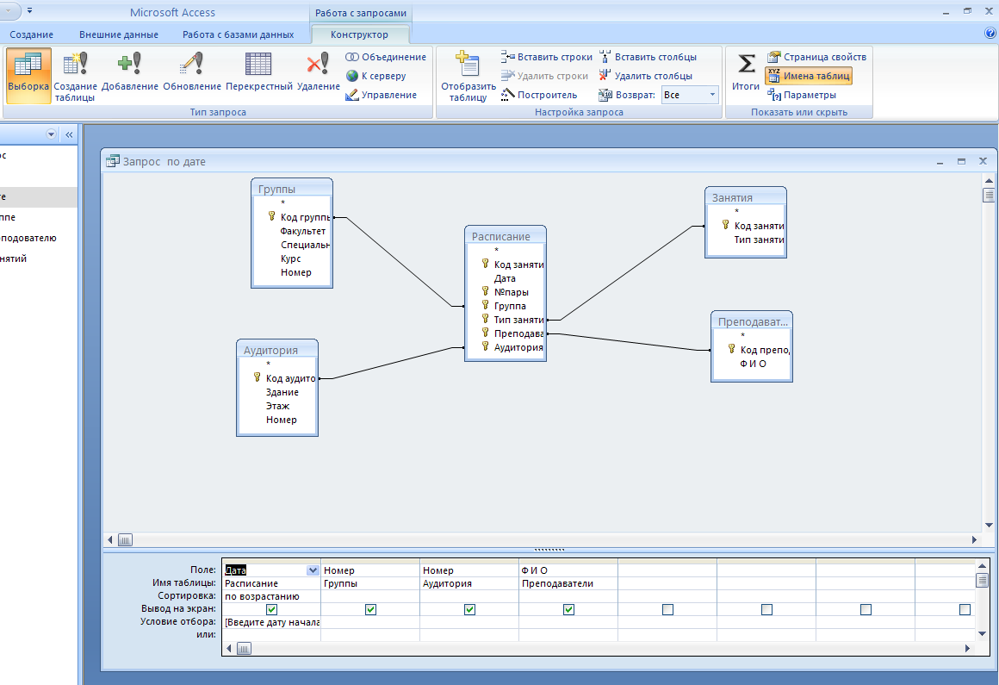 Microsoft Access
Работа с запросами
Создание
Внешние данные
Работа с базами данных
Конструктор
Выборка
Создание таблицы
Добавление
Обновление
Перекрестный
Удаление
Объединение
К серверу
Управление
Тип запроса
Отобразить таблицу
Вставить строки
Удалить строки
Построитель
Вставить столбцы
Удалить столбцы
Возврат: Все
Настройка запроса
Итоги
Страница свойств
Имена таблиц
Параметры
Показать или скрыть
ос
те
ппе
еподователю
нятий
Запрос по дате
Группы
*
Код группы
Факультет
Специальн
Курс
Номер
Аудитория
*
Код аудито
Здание
Этаж
Номер
Расписание
*
Код заняти
Дата
№пары
Группа
Тип заняти
Преподава
Аудитория
Занятия
*
Код заняти
Тип заняти
Преподават...
*
Код препод
Ф И О
Поле: Дата Номер Номер Ф И О
Имя таблицы: Расписание Группы Аудитория Преподаватели
Сортировка: по возрастанию
Вывод на экран:
Условие отбора: [Введите дату начала
или: